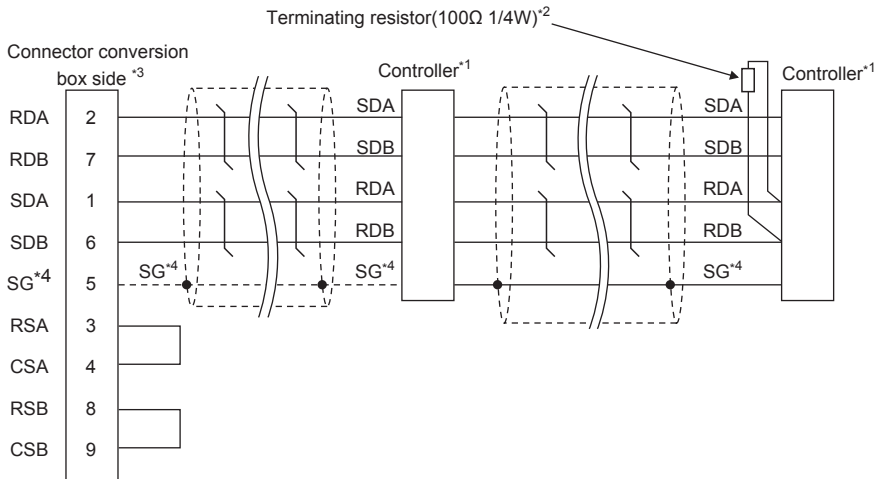 Terminating resistor(100Ω 1/4W)*2
Connector conversion
box side *3
Controller*1
Controller*1
RDA 2 SDA SDA
RDB 7 SDB SDB
SDA 1 RDA RDA
SDB 6 RDB RDB
SG*4 5 SG*4 SG*4 SG*4
RSA 3
CSA 4
RSB 8
CSB 9